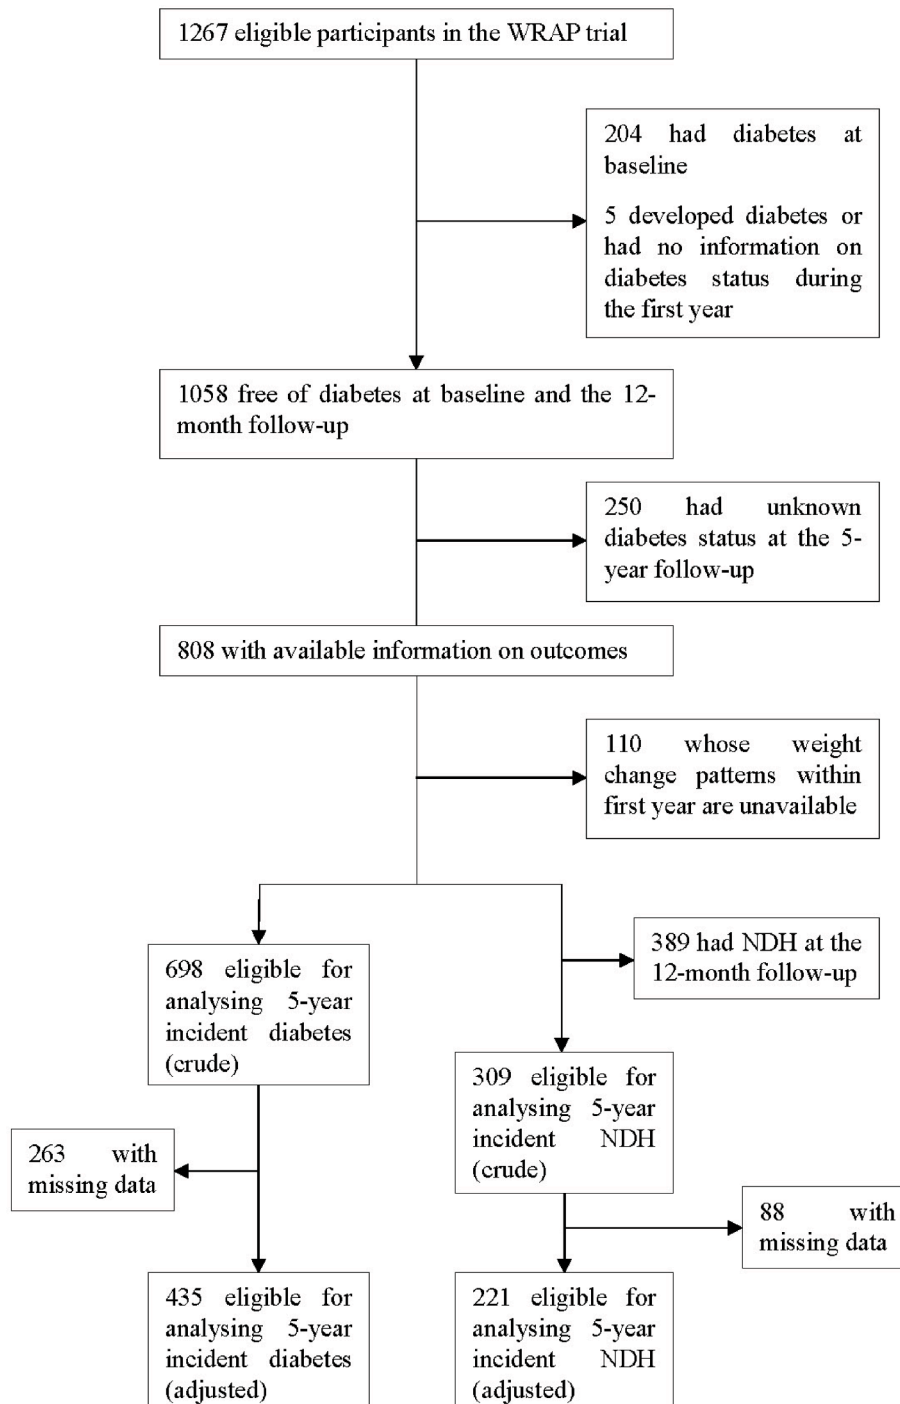 1267 eligible participants in the WRAP trial
204 had diabetes at
baseline
5 developed diabetes or
had no information on
diabetes status during
the first year
1058 free of diabetes at baseline and the 12-
month follow-up
250 had unknown
diabetes status at the 5-
year follow-up
808 with available information on outcomes
110 whose weight
change patterns within
first year are unavailable
389 had NDH at the
12-month follow-up
698 eligible for
analysing 5-year
incident diabetes
(crude)
309 eligible for
analysing 5-year
incident NDH
(crude)
263 with
missing data
88 with
missing data
435 eligible for
analysing 5-year
incident diabetes
(adjusted)
221 eligible for
analysing 5-year
incident NDH
(adjusted)